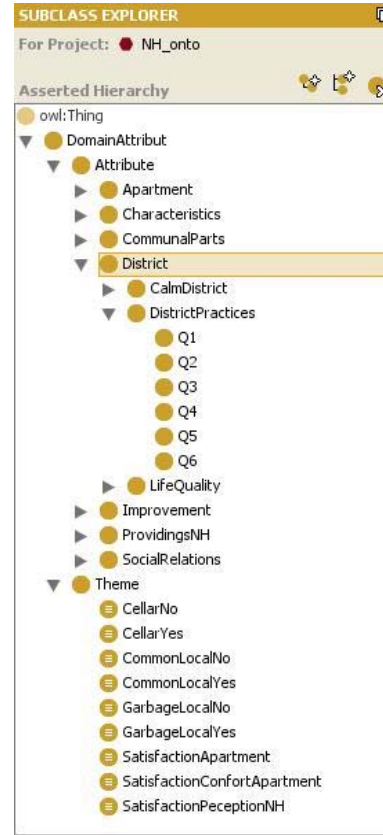 SUBCLASS EXPLORER
For Project: NH_onto
Asserted Hierarchy
owl:Thing
DomainAttribut
Attribute
Apartment
Characteristics
CommunalParts
District
CalmDistrict
DistrictPractices
Q1
Q2
Q3
Q4
Q5
Q6
LifeQuality
Improvement
ProvidingsNH
SocialRelations
Theme
CellarNo
CellarYes
CommonLocalNo
CommonLocalYes
GarbageLocalNo
GarbageLocalYes
SatisfactionApartment
SatisfactionConfortApartment
SatisfactionPeceptionNH